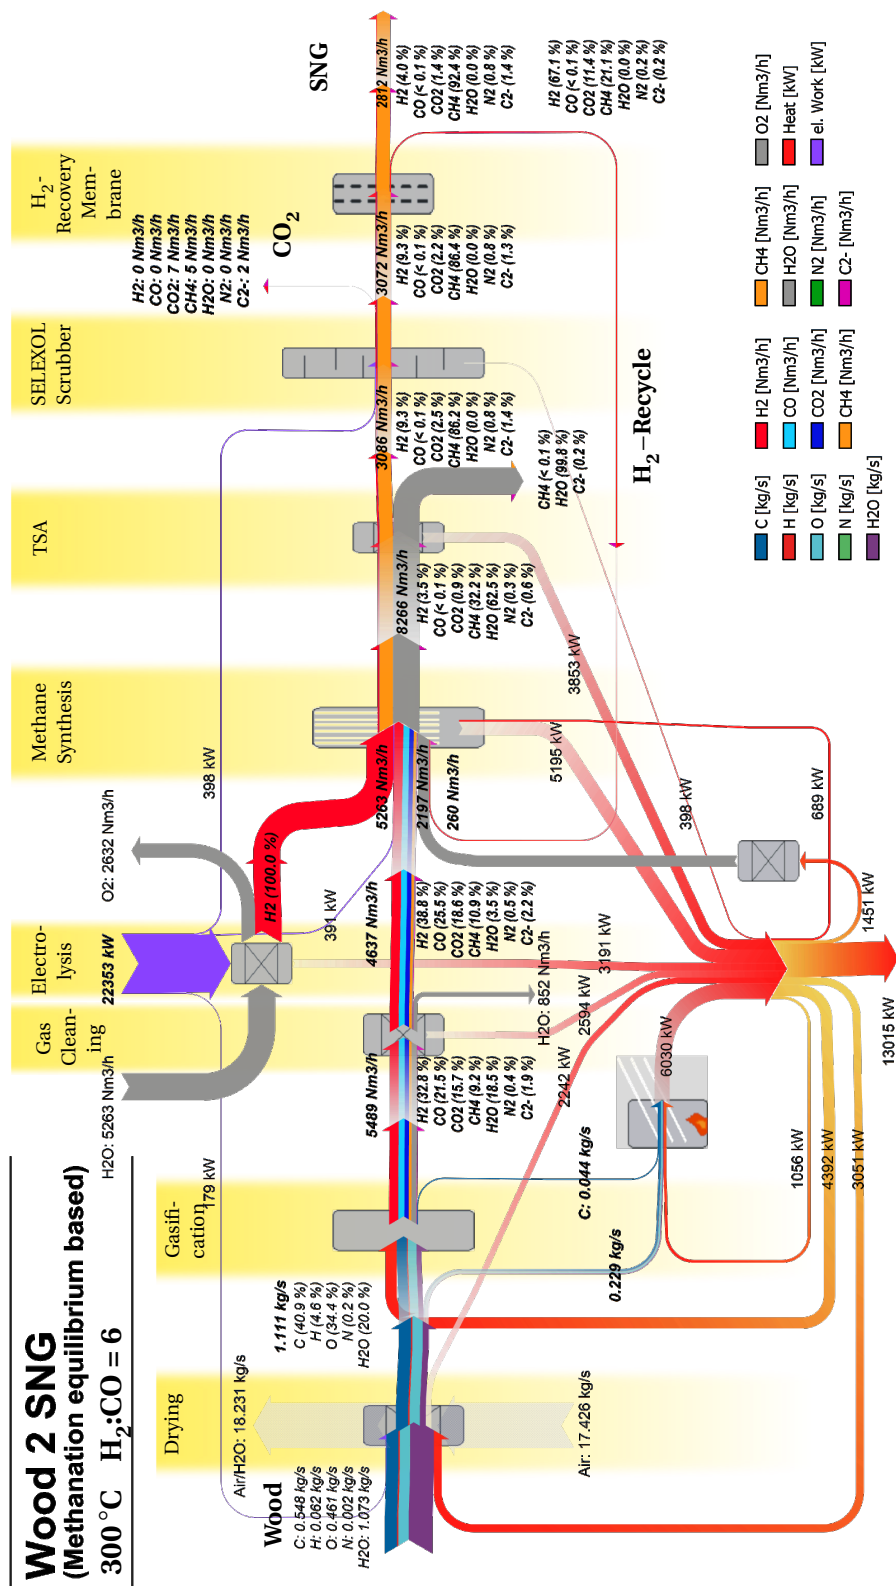 Wood 2 SNG
(Methanation equilibrium based)
300 °C H2:CO = 6
Drying
Gasifi-
cation
Gas
Clean-
ing
Electro-
lysis
Methane
Synthesis
TSA
SELEXOL
Scrubber
H2-
Recovery
Mem-
brane
Air/H2O: 18.231 kg/s
179 kW
H2O: 5263 Nm3/h
22353 kW
O2: 2632 Nm3/h
398 kW
H2: 0 Nm3/h
CO: 0 Nm3/h
CO2: 7 Nm3/h
CH4: 5 Nm3/h
H2O: 0 Nm3/h
N2: 0 Nm3/h
C2-: 2 Nm3/h
CO2
SNG
Wood
C: 0.548 kg/s
H: 0.062 kg/s
O: 0.461 kg/s
N: 0.002 kg/s
H2O: 1.073 kg/s
1.111 kg/s
C (40.9 %)
H (4.6 %)
O (34.4 %)
N (0.2 %)
H2O (20.0 %)
5489 Nm3/h
H2 (32.8 %)
CO (21.5 %)
CO2 (15.7 %)
CH4 (9.2 %)
H2O (18.5 %)
N2 (0.4 %)
C2- (1.9 %)
H2 (100.0 %)
391 kW
4637 Nm3/h
H2 (38.8 %)
CO (25.5 %)
CO2 (18.6 %)
CH4 (10.9 %)
H2O (3.5 %)
N2 (0.5 %)
C2- (2.2 %)
5263 Nm3/h
2197 Nm3/h
260 Nm3/h
8266 Nm3/h
H2 (3.5 %)
CO (< 0.1 %)
CO2 (0.9 %)
CH4 (32.2 %)
H2O (62.5 %)
N2 (0.3 %)
C2- (0.6 %)
3086 Nm3/h
H2 (9.3 %)
CO (< 0.1 %)
CO2 (2.5 %)
CH4 (86.2 %)
H2O (0.0 %)
N2 (0.8 %)
C2- (1.4 %)
CH4 (< 0.1 %)
H2O (99.8 %)
C2- (0.2 %)
3072 Nm3/h
H2 (9.3 %)
CO (< 0.1 %)
CO2 (2.2 %)
CH4 (86.4 %)
H2O (0.0 %)
N2 (0.8 %)
C2- (1.3 %)
2812 Nm3/h
H2 (4.0 %)
CO (< 0.1 %)
CO2 (1.4 %)
CH4 (92.4 %)
H2O (0.0 %)
N2 (0.8 %)
C2- (1.4 %)
H2 (67.1 %)
CO (< 0.1 %)
CO2 (11.4 %)
CH4 (21.1 %)
H2O (0.0 %)
N2 (0.2 %)
C2- (0.2 %)
H2–Recycle
Air: 17.426 kg/s
0.229 kg/s
C: 0.044 kg/s
H2O: 852 Nm3/h
2242 kW
2594 kW
3191 kW
5195 kW
3853 kW
398 kW
689 kW
6030 kW
1056 kW
4392 kW
3051 kW
13015 kW
1451 kW
C [kg/s]
H [kg/s]
O [kg/s]
N [kg/s]
H2O [kg/s]
H2 [Nm3/h]
CO [Nm3/h]
CO2 [Nm3/h]
CH4 [Nm3/h]
CH4 [Nm3/h]
H2O [Nm3/h]
N2 [Nm3/h]
C2- [Nm3/h]
O2 [Nm3/h]
Heat [kW]
el. Work [kW]